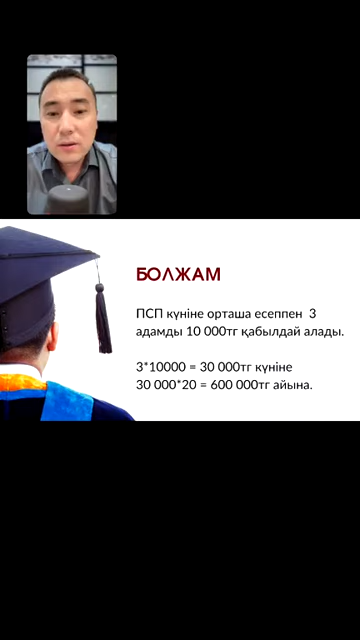 БОЛЖАМ
ПСП күніне орташа есеппен 3
адамды 10 000тг қабылдай алады.
3*10000 = 30 000тг күніне
30 000*20 = 600 000тг айына.